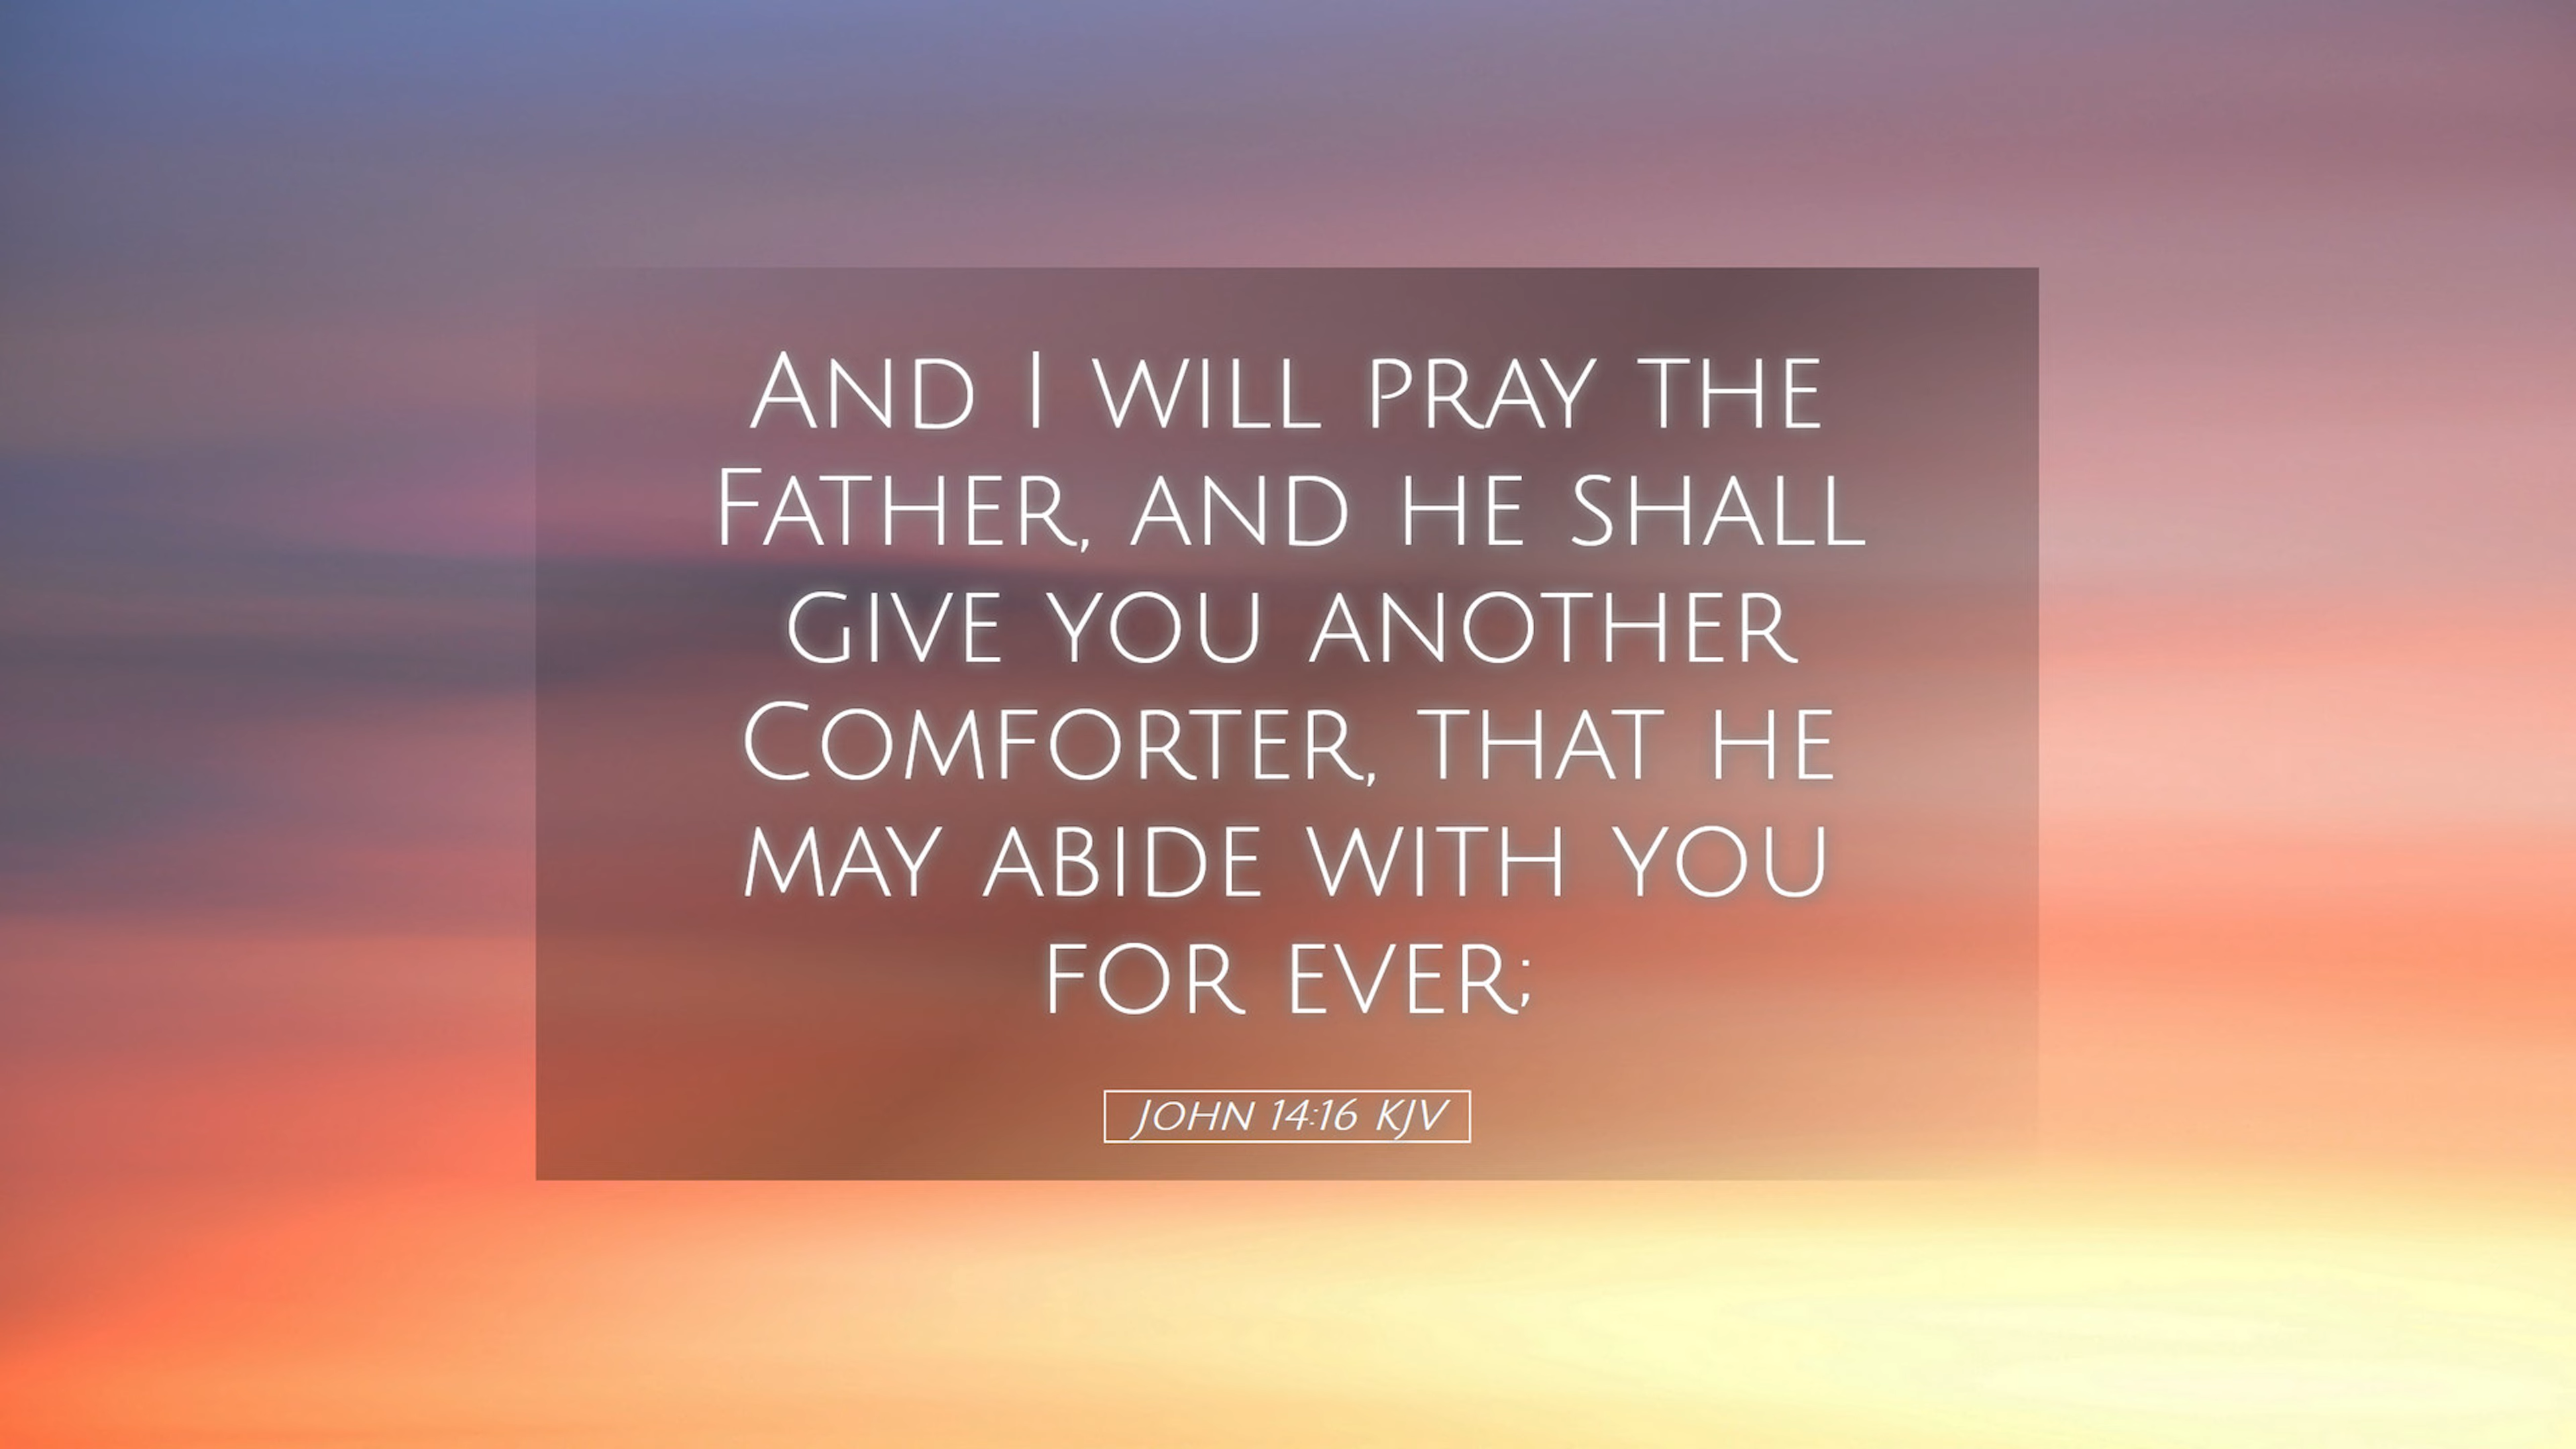 And I will pray the
Father, and he shall
give you another
Comforter, that he
may abide with you
for ever;
John 14:16 KJV